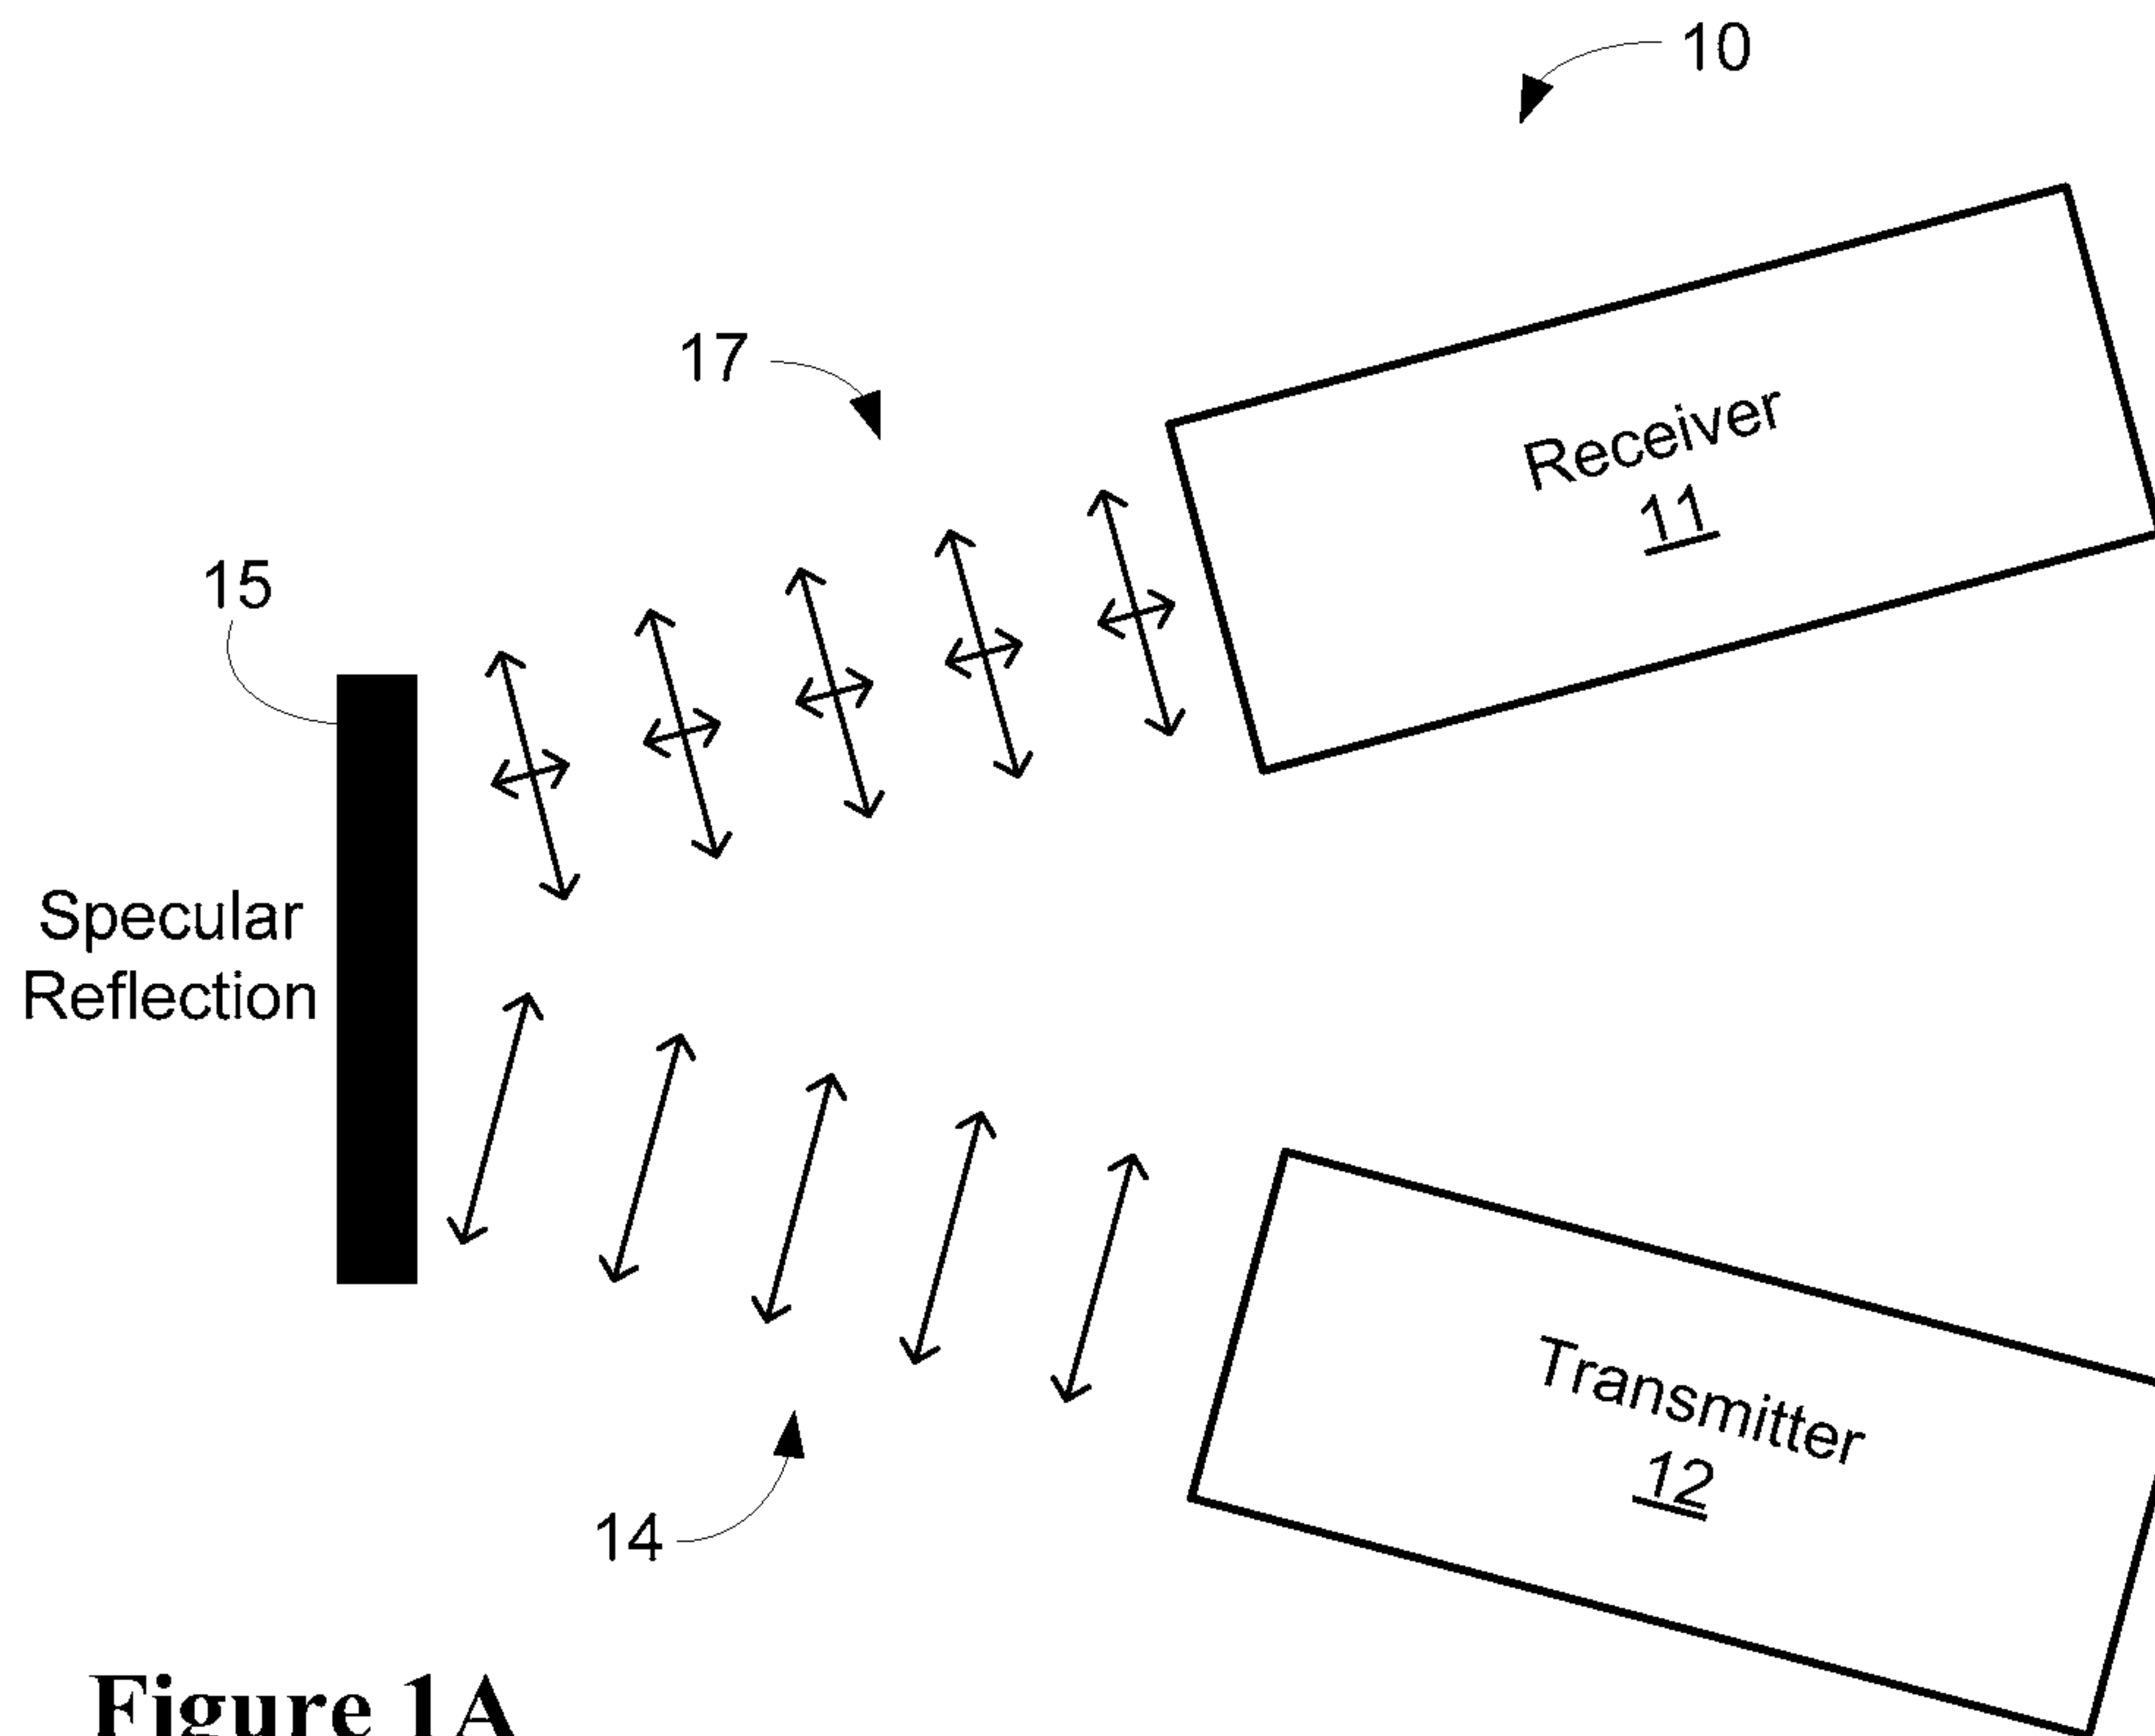 10
17
Receiver
11
15
Specular
Reflection
Transmitter
12
14
Figure 1A